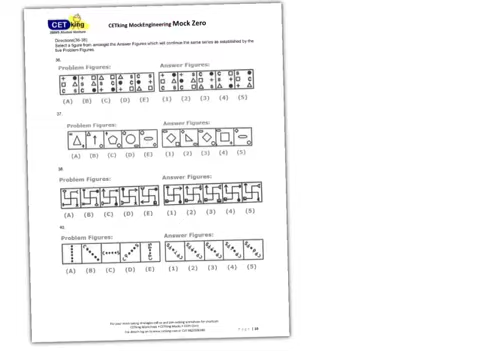 CETking
CETking MockEngineering Mock Zero
Directions(36-38)
Select a figure from amongst the Answer Figures which will continue the same series as established by the
five Problem Figures.
36.
Problem Figures: Answer Figures:
(A) (B) (C) (D) (E) (1) (2) (3) (4) (5)
37.
Problem Figures: Answer Figures:
(A) (B) (C) (D) (E) (1) (2) (3) (4) (5)
38.
Problem Figures: Answer Figures:
(A) (B) (C) (D) (E) (1) (2) (3) (4) (5)
Problem Figures: Answer Figures:
(A) (B) (C) (D) (E) (1) (2) (3) (4) (5)